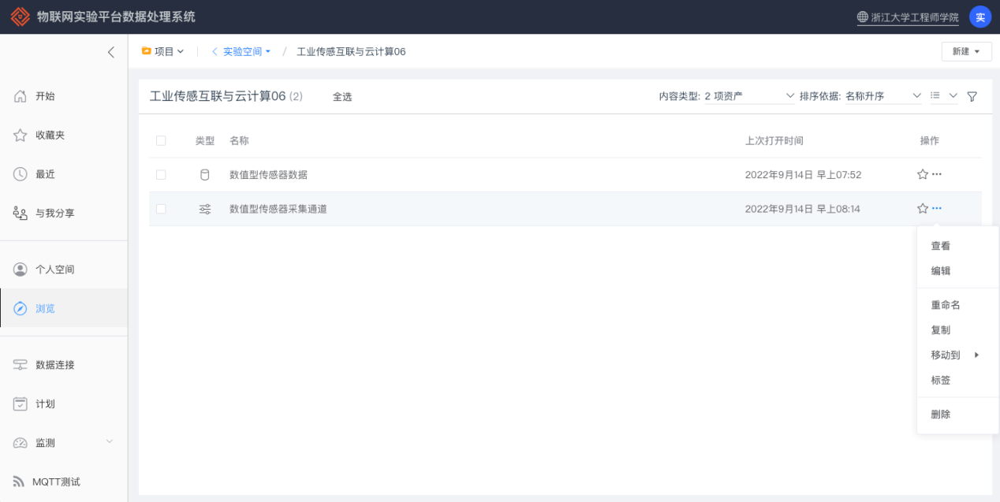 物联网实验平台数据处理系统
浙江大学工程师学院
实
项目
实验空间
/
工业传感互联与云计算06
新建
开始
收藏夹
最近
与我分享
个人空间
浏览
数据连接
计划
监测
MQTT测试
工业传感互联与云计算06 (2)
全选
内容类型: 2 项资产
排序依据: 名称升序
类型 名称 上次打开时间 操作
数值型传感器数据 2022年9月14日 早上07:52
数值型传感器采集通道 2022年9月14日 早上08:14
查看
编辑
重命名
复制
移动到
标签
删除